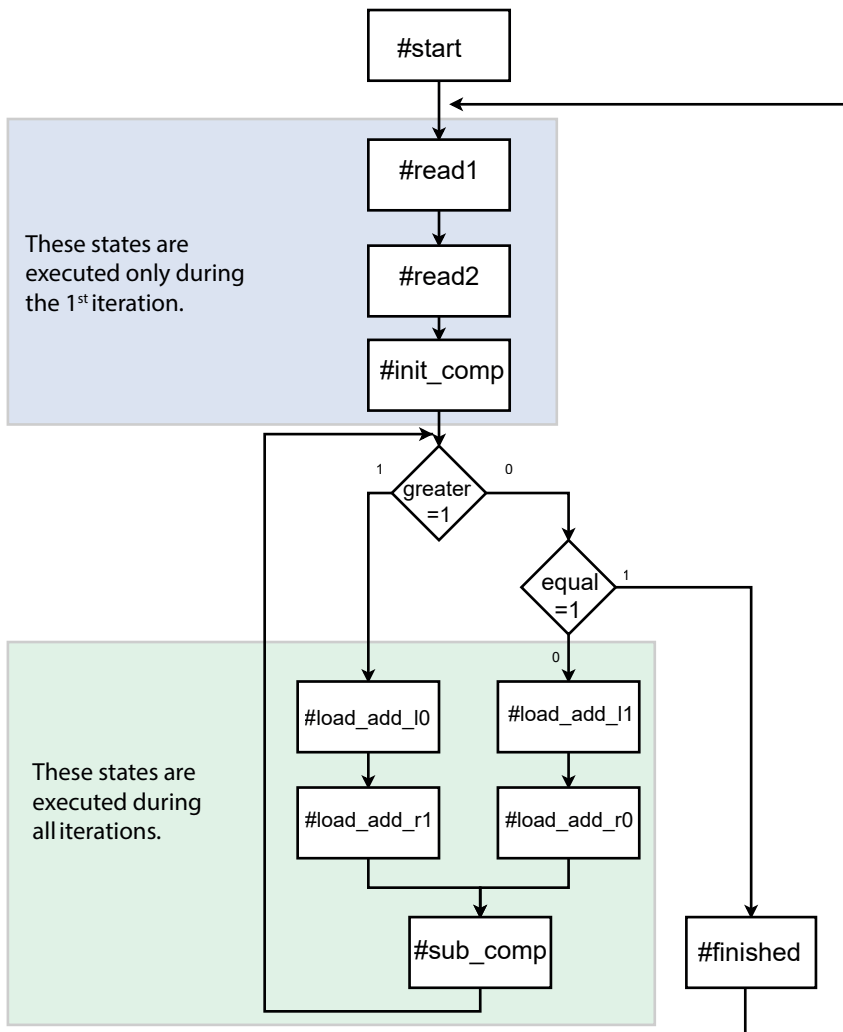 #start
#read1
These states are
executed only during
the 1st iteration.
#read2
#init_comp
1
0
greater
=1
equal
=1
1
0
#load_add_l0
#load_add_l1
These states are
executed during
all iterations.
#load_add_r1
#load_add_r0
#sub_comp
#finished